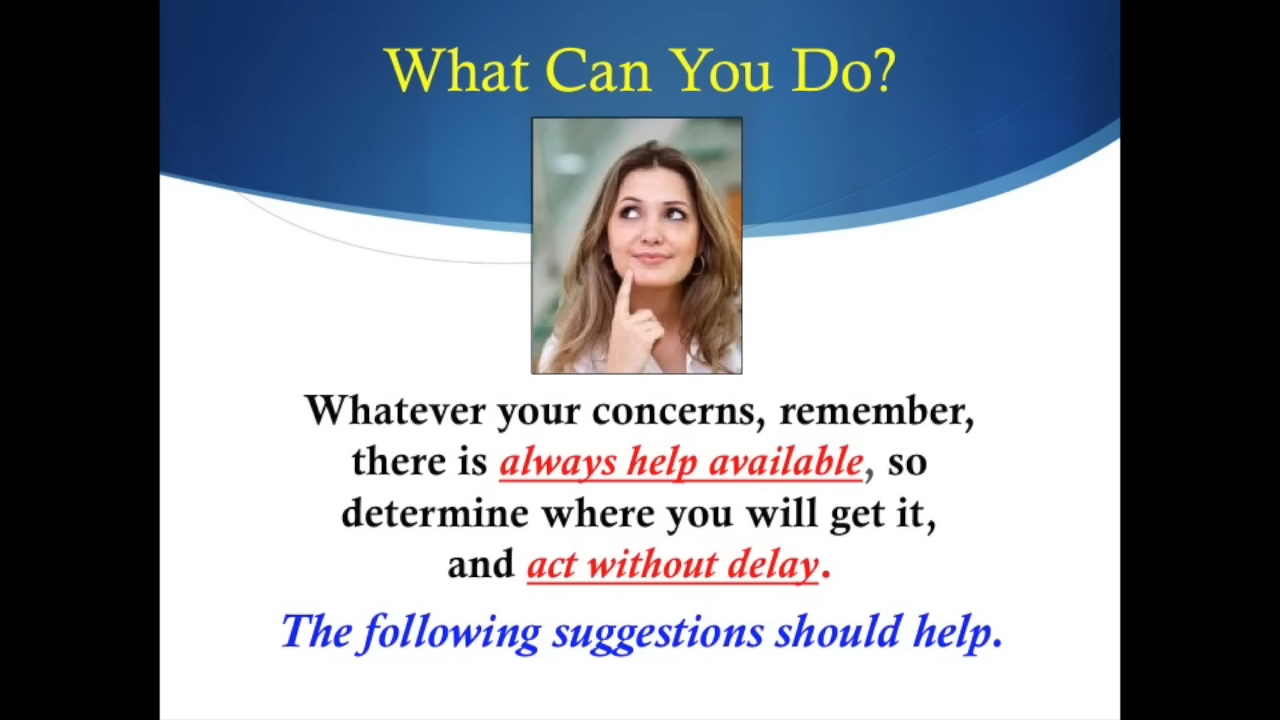 What Can You Do?
Whatever your concerns, remember,
there is always help available, so
determine where you will get it,
and act without delay.
The following suggestions should help.